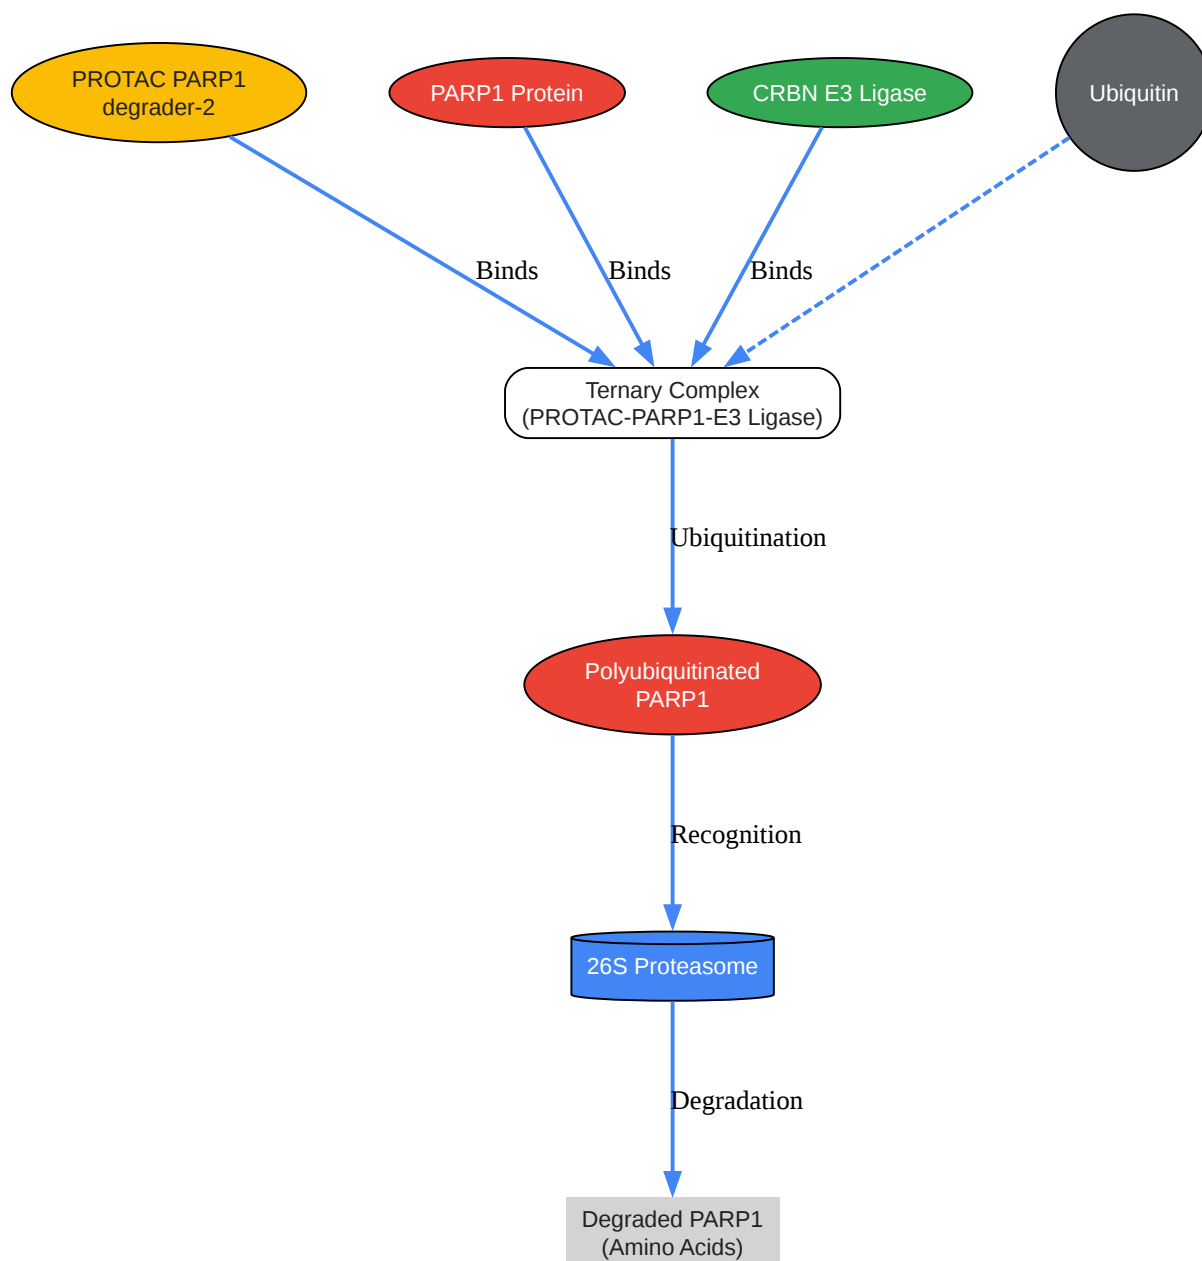 PROTAC PARP1
degrader-2
PARP1 Protein
CRBN E3 Ligase
Ubiquitin
Binds
Binds
Binds
Ternary Complex
(PROTAC-PARP1-E3 Ligase)
Ubiquitination
Polyubiquitinated
PARP1
Recognition
26S Proteasome
Degradation
Degraded PARP1
(Amino Acids)